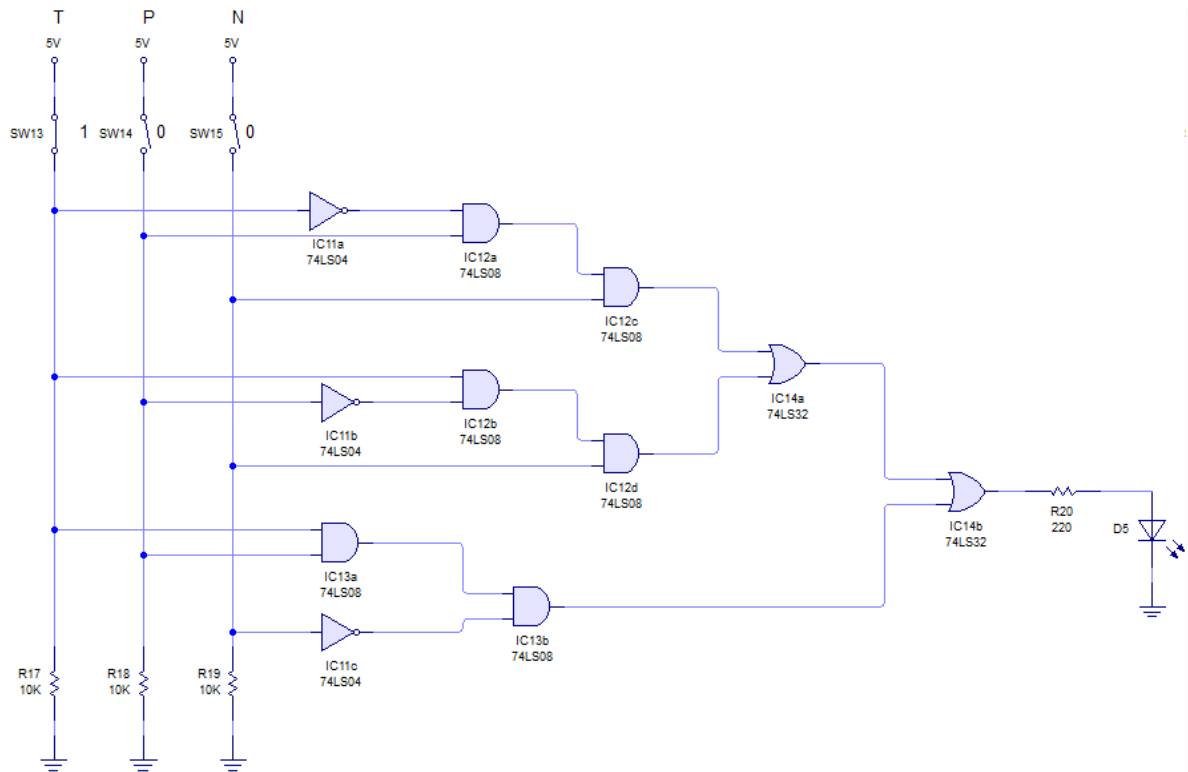 T P N
5V 5V 5V
SW13 1 SW14 0 SW15 0
IC11a
74LS04
IC12a
74LS08
IC12c
74LS08
IC14a
74LS32
IC11b
74LS04
IC12b
74LS08
IC12d
74LS08
IC14b
74LS32
R20
220
D5
IC13a
74LS08
IC13b
74LS08
IC11c
74LS04
R17
10K
R18
10K
R19
10K